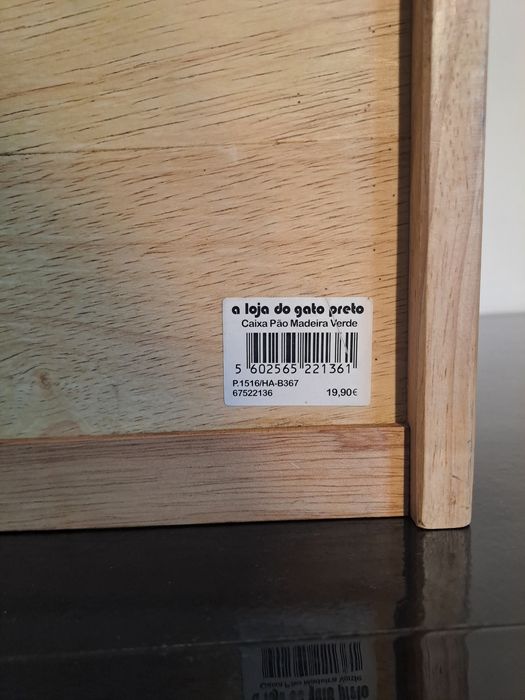 a loja do gato preto
Caixa Pão Madeira Verde
5 602565 221361
P.1516/HA-B367
67522136 19,90€